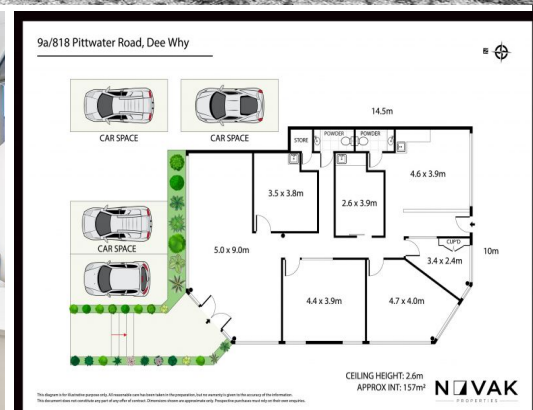 9a/818 Pittwater Road, Dee Why
CAR SPACE
CAR SPACE
14.5m
STORE
POWDER
POWDER
3.5 x 3.8m
2.6 x 3.9m
4.6 x 3.9m
CAR SPACE
5.0 x 9.0m
CUP'D
3.4 x 2.4m
10m
4.4 x 3.9m
4.7 x 4.0m
CEILING HEIGHT: 2.6m
APPROX INT: 157m²
NOVAK
PROPERTIES
This diagram is for illustrative purpose only. All reasonable care has been taken in the preparation, but no warranty is given to the accuracy of the information.
This document does not constitute any part of any offer of contract. Dimensions shown are approximate only. Prospective purchasers must rely on their own enquiries.